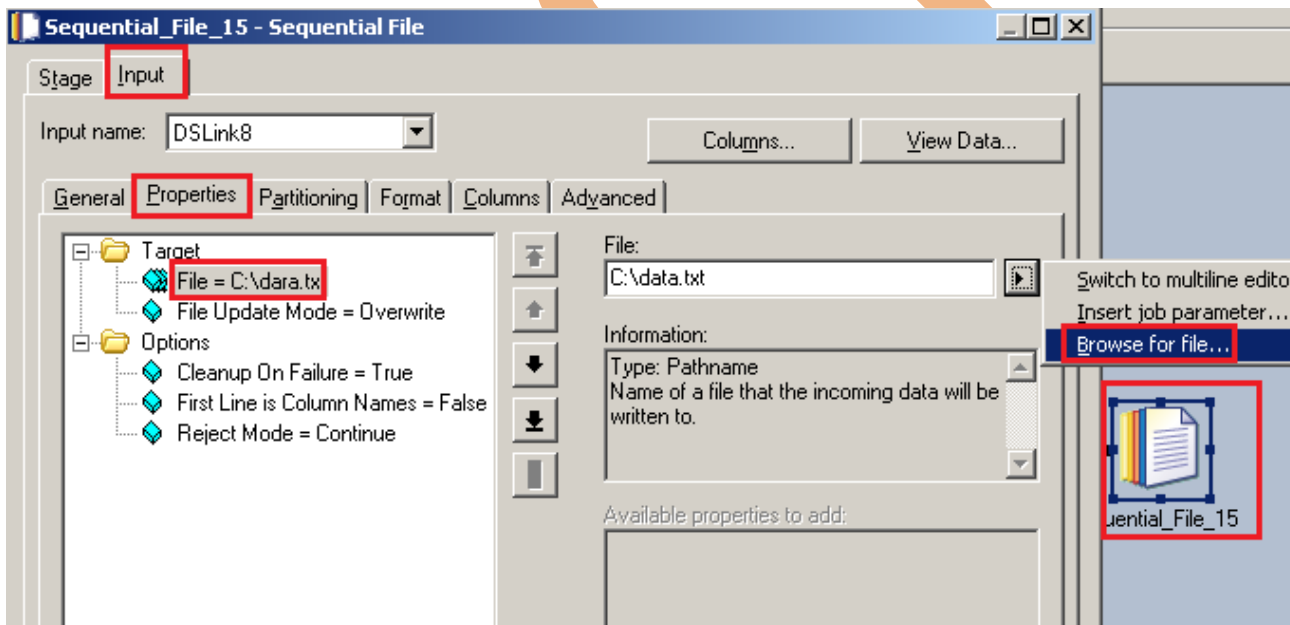 Sequential_File_15 - Sequential File
Stage Input
Input name: DSLink8 Columns... View Data...
General Properties Partitioning Format Columns Advanced
Target
File = C:\dara.tx
File Update Mode = Overwrite
Options
Cleanup On Failure = True
First Line is Column Names = False
Reject Mode = Continue
File:
C:\data.txt
Information:
Type: Pathname
Name of a file that the incoming data will be
written to.
Available properties to add:
Switch to multiline edito
Insert job parameter...
Browse for file...
uential_File_15